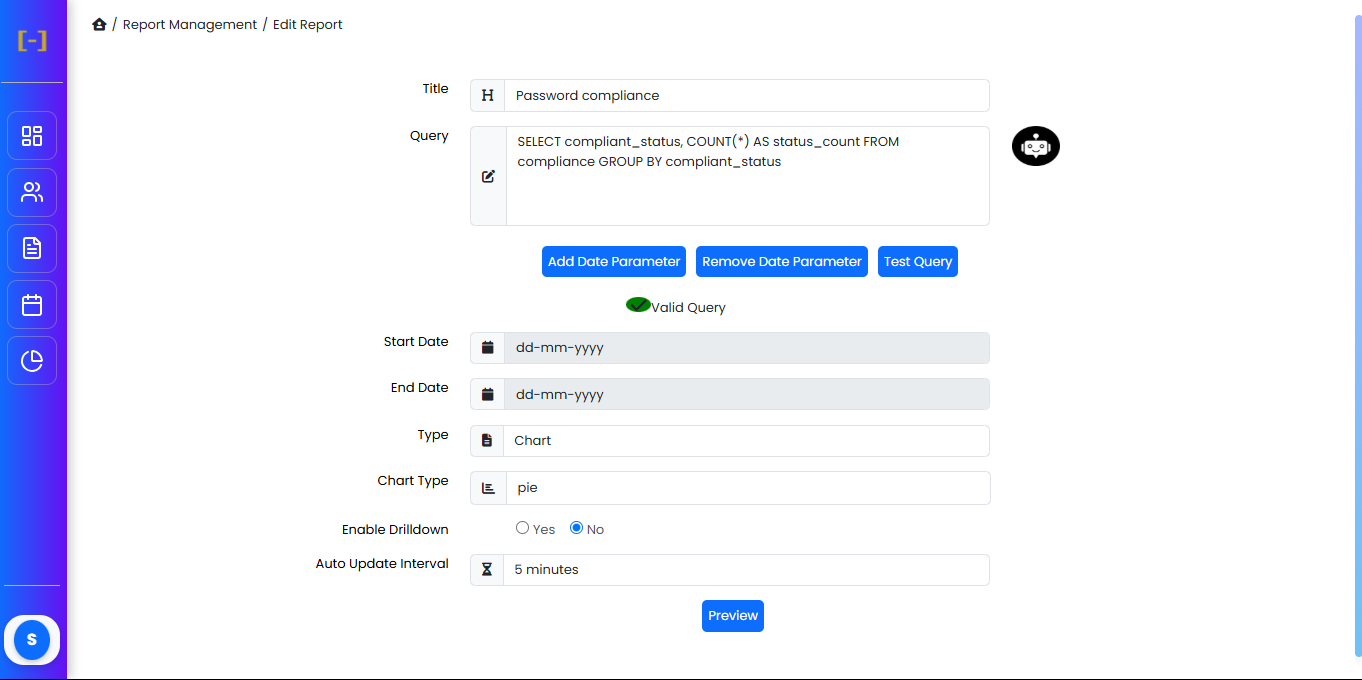 [-]
/ Report Management / Edit Report
Title
H Password compliance
Query
SELECT compliant_status, COUNT(*) AS status_count FROM
compliance GROUP BY compliant_status
Add Date Parameter Remove Date Parameter Test Query
Valid Query
Start Date
dd-mm-yyyy
End Date
dd-mm-yyyy
Type
Chart
Chart Type
pie
Enable Drilldown Yes No
Auto Update Interval
5 minutes
Preview
S